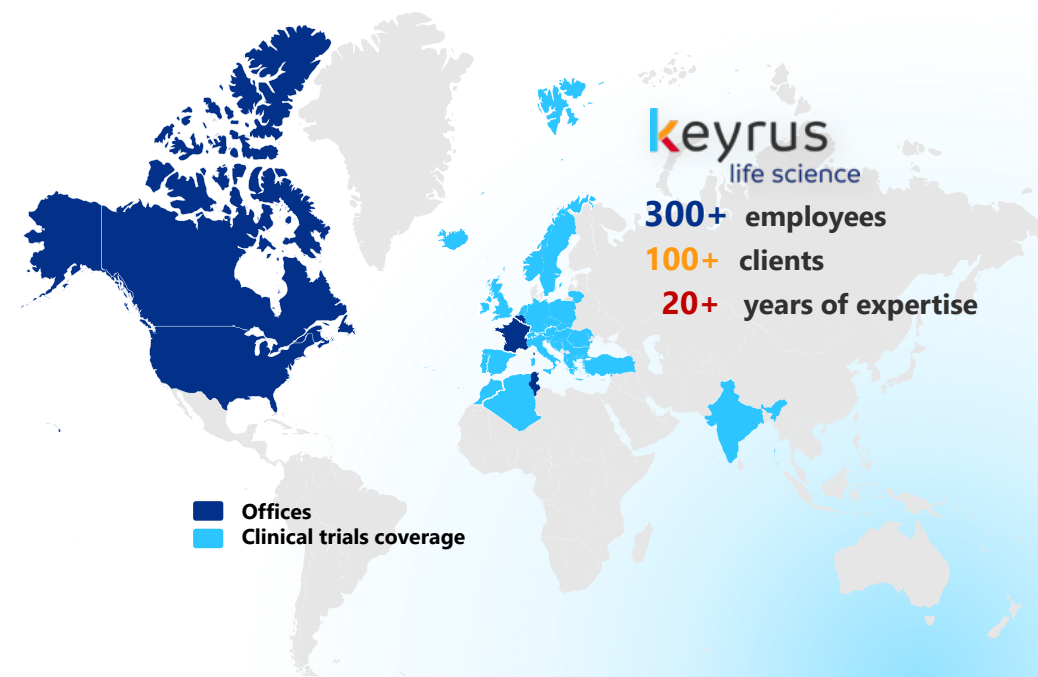 keyrus
life science
300+ employees
100+ clients
20+ years of expertise
Offices
Clinical trials coverage